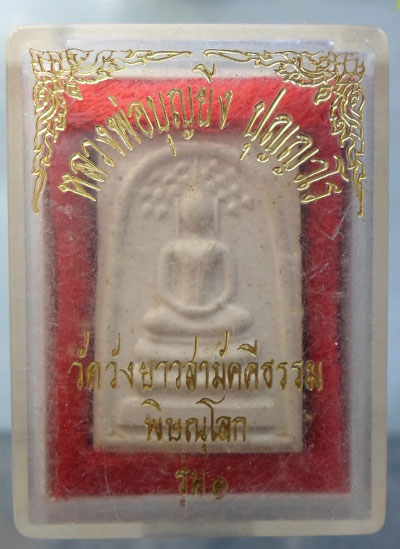 หลวงพ่อบุญยิ่ง ปุญฺญวโร
วัดวังยาวสามัคคีธรรม
พิษณุโลก
รุ่น ๑